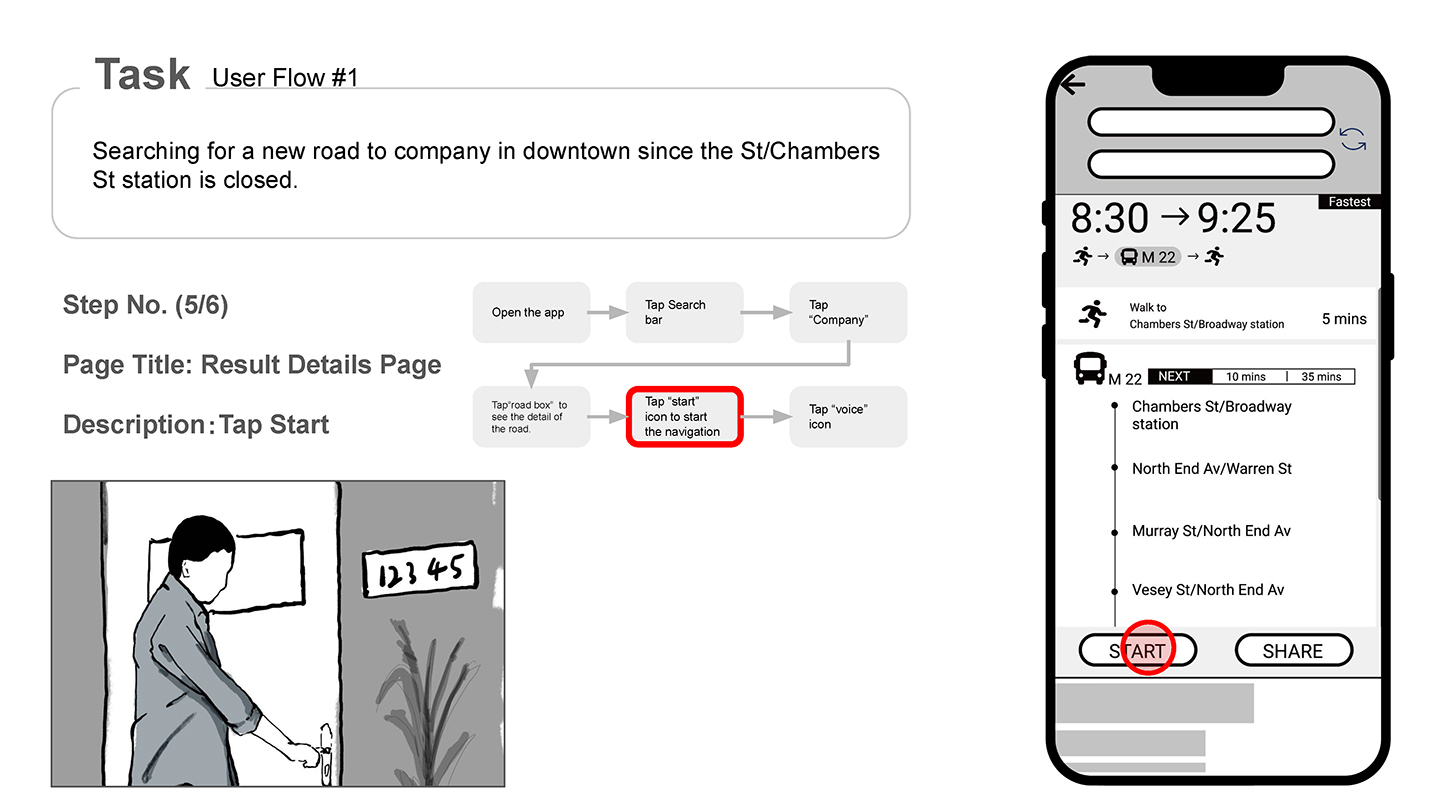 Task User Flow #1
Searching for a new road to company in downtown since the St/Chambers
St station is closed.
Step No. (5/6)
Page Title: Result Details Page
Description: Tap Start
Open the app
Tap Search
bar
Tap
“Company”
Tap"road box" to
see the detail of
the road.
Tap “start”
icon to start
the navigation
Tap “voice”
icon
12345
Fastest
8:30 → 9:25
→ M 22 →
Walk to
Chambers St/Broadway station
5 mins
M 22 NEXT 10 mins | 35 mins
Chambers St/Broadway
station
North End Av/Warren St
Murray St/North End Av
Vesey St/North End Av
START SHARE